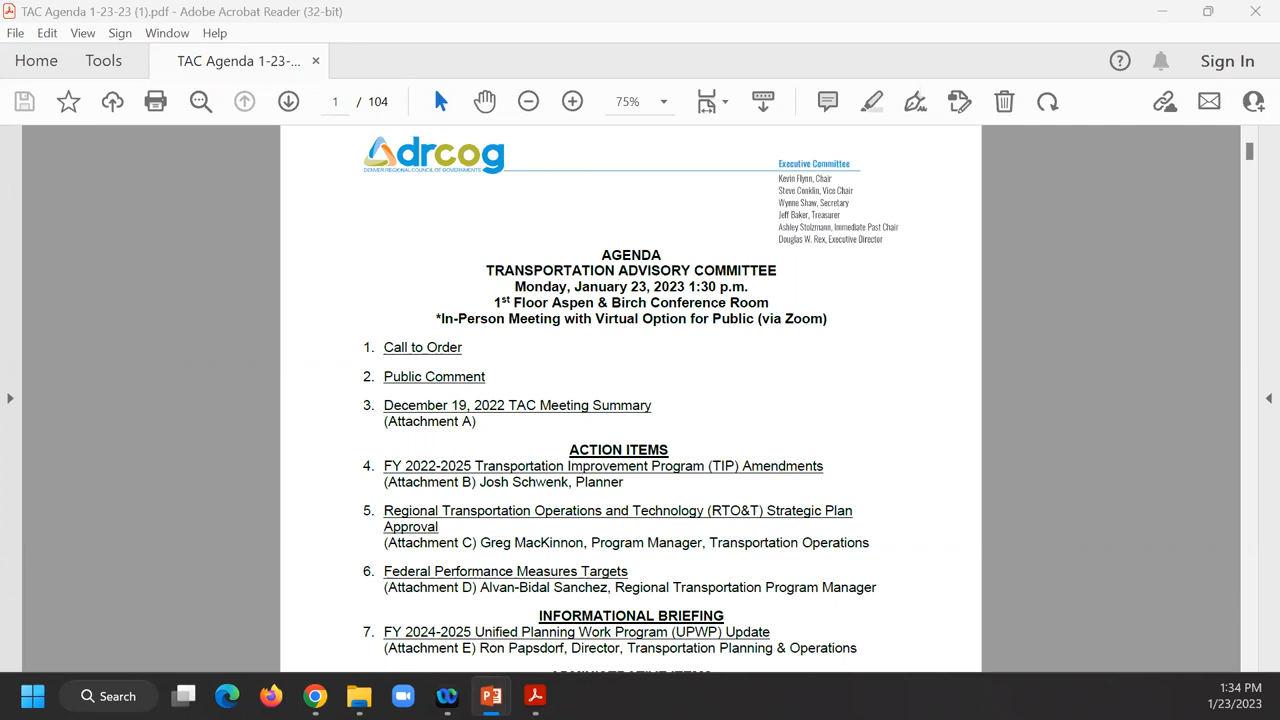 TAC Agenda 1-23-23 (1).pdf - Adobe Acrobat Reader (32-bit)
File Edit View Sign Window Help
Home Tools TAC Agenda 1-23-... × Sign In
1 / 104 75%
drcog
DENVER REGIONAL COUNCIL OF GOVERNMENTS
Executive Committee
Kevin Flynn, Chair
Steve Conklin, Vice Chair
Wynne Shaw, Secretary
Jeff Baker, Treasurer
Ashley Stolzmann, Immediate Past Chair
Douglas W. Rex, Executive Director
AGENDA
TRANSPORTATION ADVISORY COMMITTEE
Monday, January 23, 2023 1:30 p.m.
1st Floor Aspen & Birch Conference Room
*In-Person Meeting with Virtual Option for Public (via Zoom)
1. Call to Order
2. Public Comment
3. December 19, 2022 TAC Meeting Summary
(Attachment A)
ACTION ITEMS
4. FY 2022-2025 Transportation Improvement Program (TIP) Amendments
(Attachment B) Josh Schwenk, Planner
5. Regional Transportation Operations and Technology (RTO&T) Strategic Plan
Approval
(Attachment C) Greg MacKinnon, Program Manager, Transportation Operations
6. Federal Performance Measures Targets
(Attachment D) Alvan-Bidal Sanchez, Regional Transportation Program Manager
INFORMATIONAL BRIEFING
7. FY 2024-2025 Unified Planning Work Program (UPWP) Update
(Attachment E) Ron Papsdorf, Director, Transportation Planning & Operations
Search
1:34 PM
1/23/2023